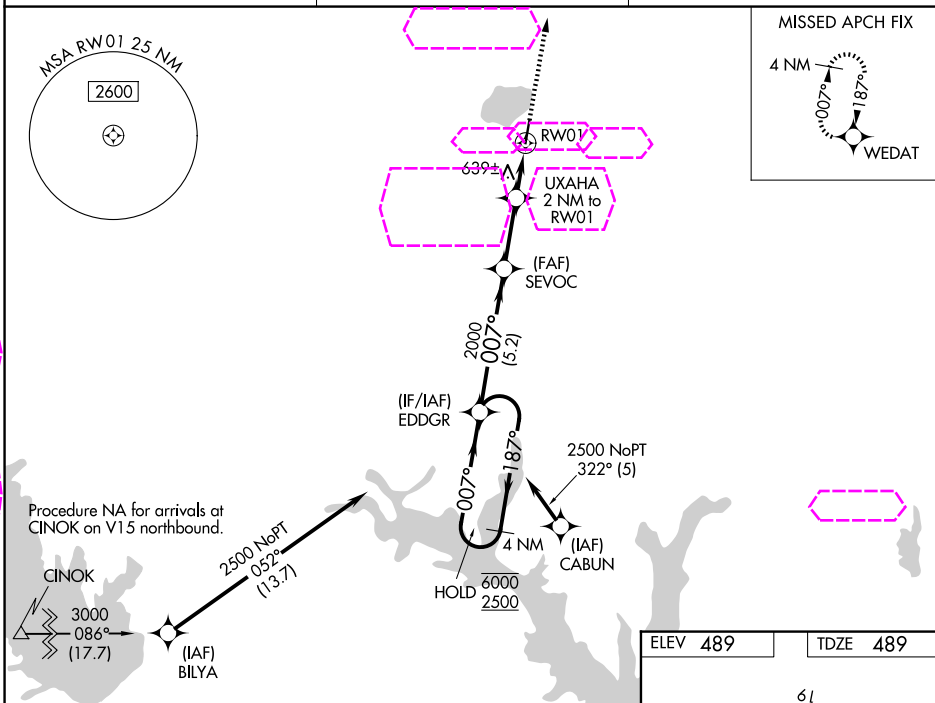 MSA RW01 25 NM
2600
MISSED APCH FIX
4 NM
007°
187°
WEDAT
RW01
639±
UXAHA
2 NM to
RW01
(FAF)
SEVOC
2000
007°
(5.2)
(IF/IAF)
EDDGR
187°
007°
2500 NoPT
322° (5)
4 NM
(IAF)
CABUN
HOLD
6000
2500
Procedure NA for arrivals at
CINOK on V15 northbound.
2500 NoPT
052°
(13.7)
CINOK
3000
086°
(17.7)
(IAF)
BILYA
ELEV 489
TDZE 489
19